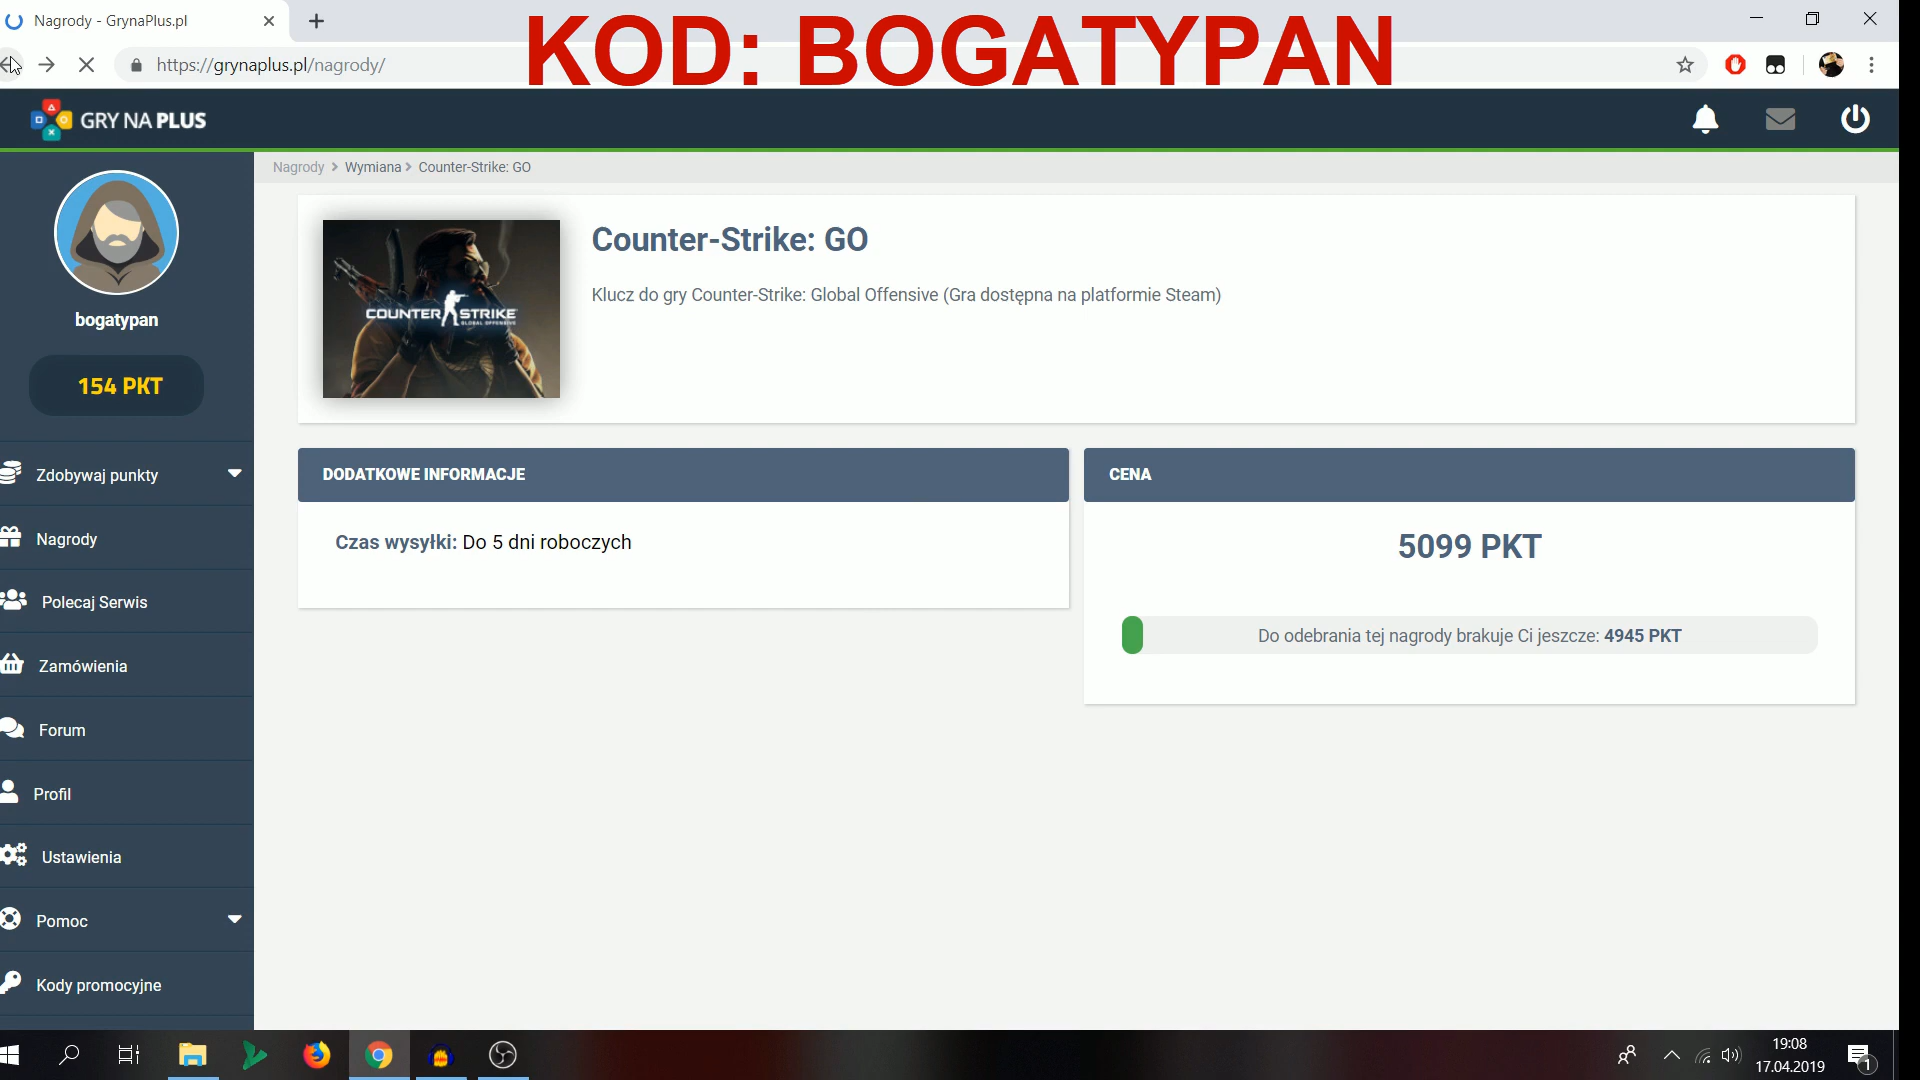 Nagrody - GrynaPlus.pl
KOD: BOGATYPAN
https://grynaplus.pl/nagrody/
GRY NA PLUS
Nagrody > Wymiana > Counter-Strike: GO
bogatypan
154 PKT
Zdobywaj punkty
Nagrody
Polecaj Serwis
Zamówienia
Forum
Profil
Ustawienia
Pomoc
Kody promocyjne
COUNTER STRIKE
GLOBAL OFFENSIVE
Counter-Strike: GO
Klucz do gry Counter-Strike: Global Offensive (Gra dostępna na platformie Steam)
DODATKOWE INFORMACJE
Czas wysyłki: Do 5 dni roboczych
CENA
5099 PKT
Do odebrania tej nagrody brakuje Ci jeszcze: 4945 PKT
19:08
17.04.2019
1